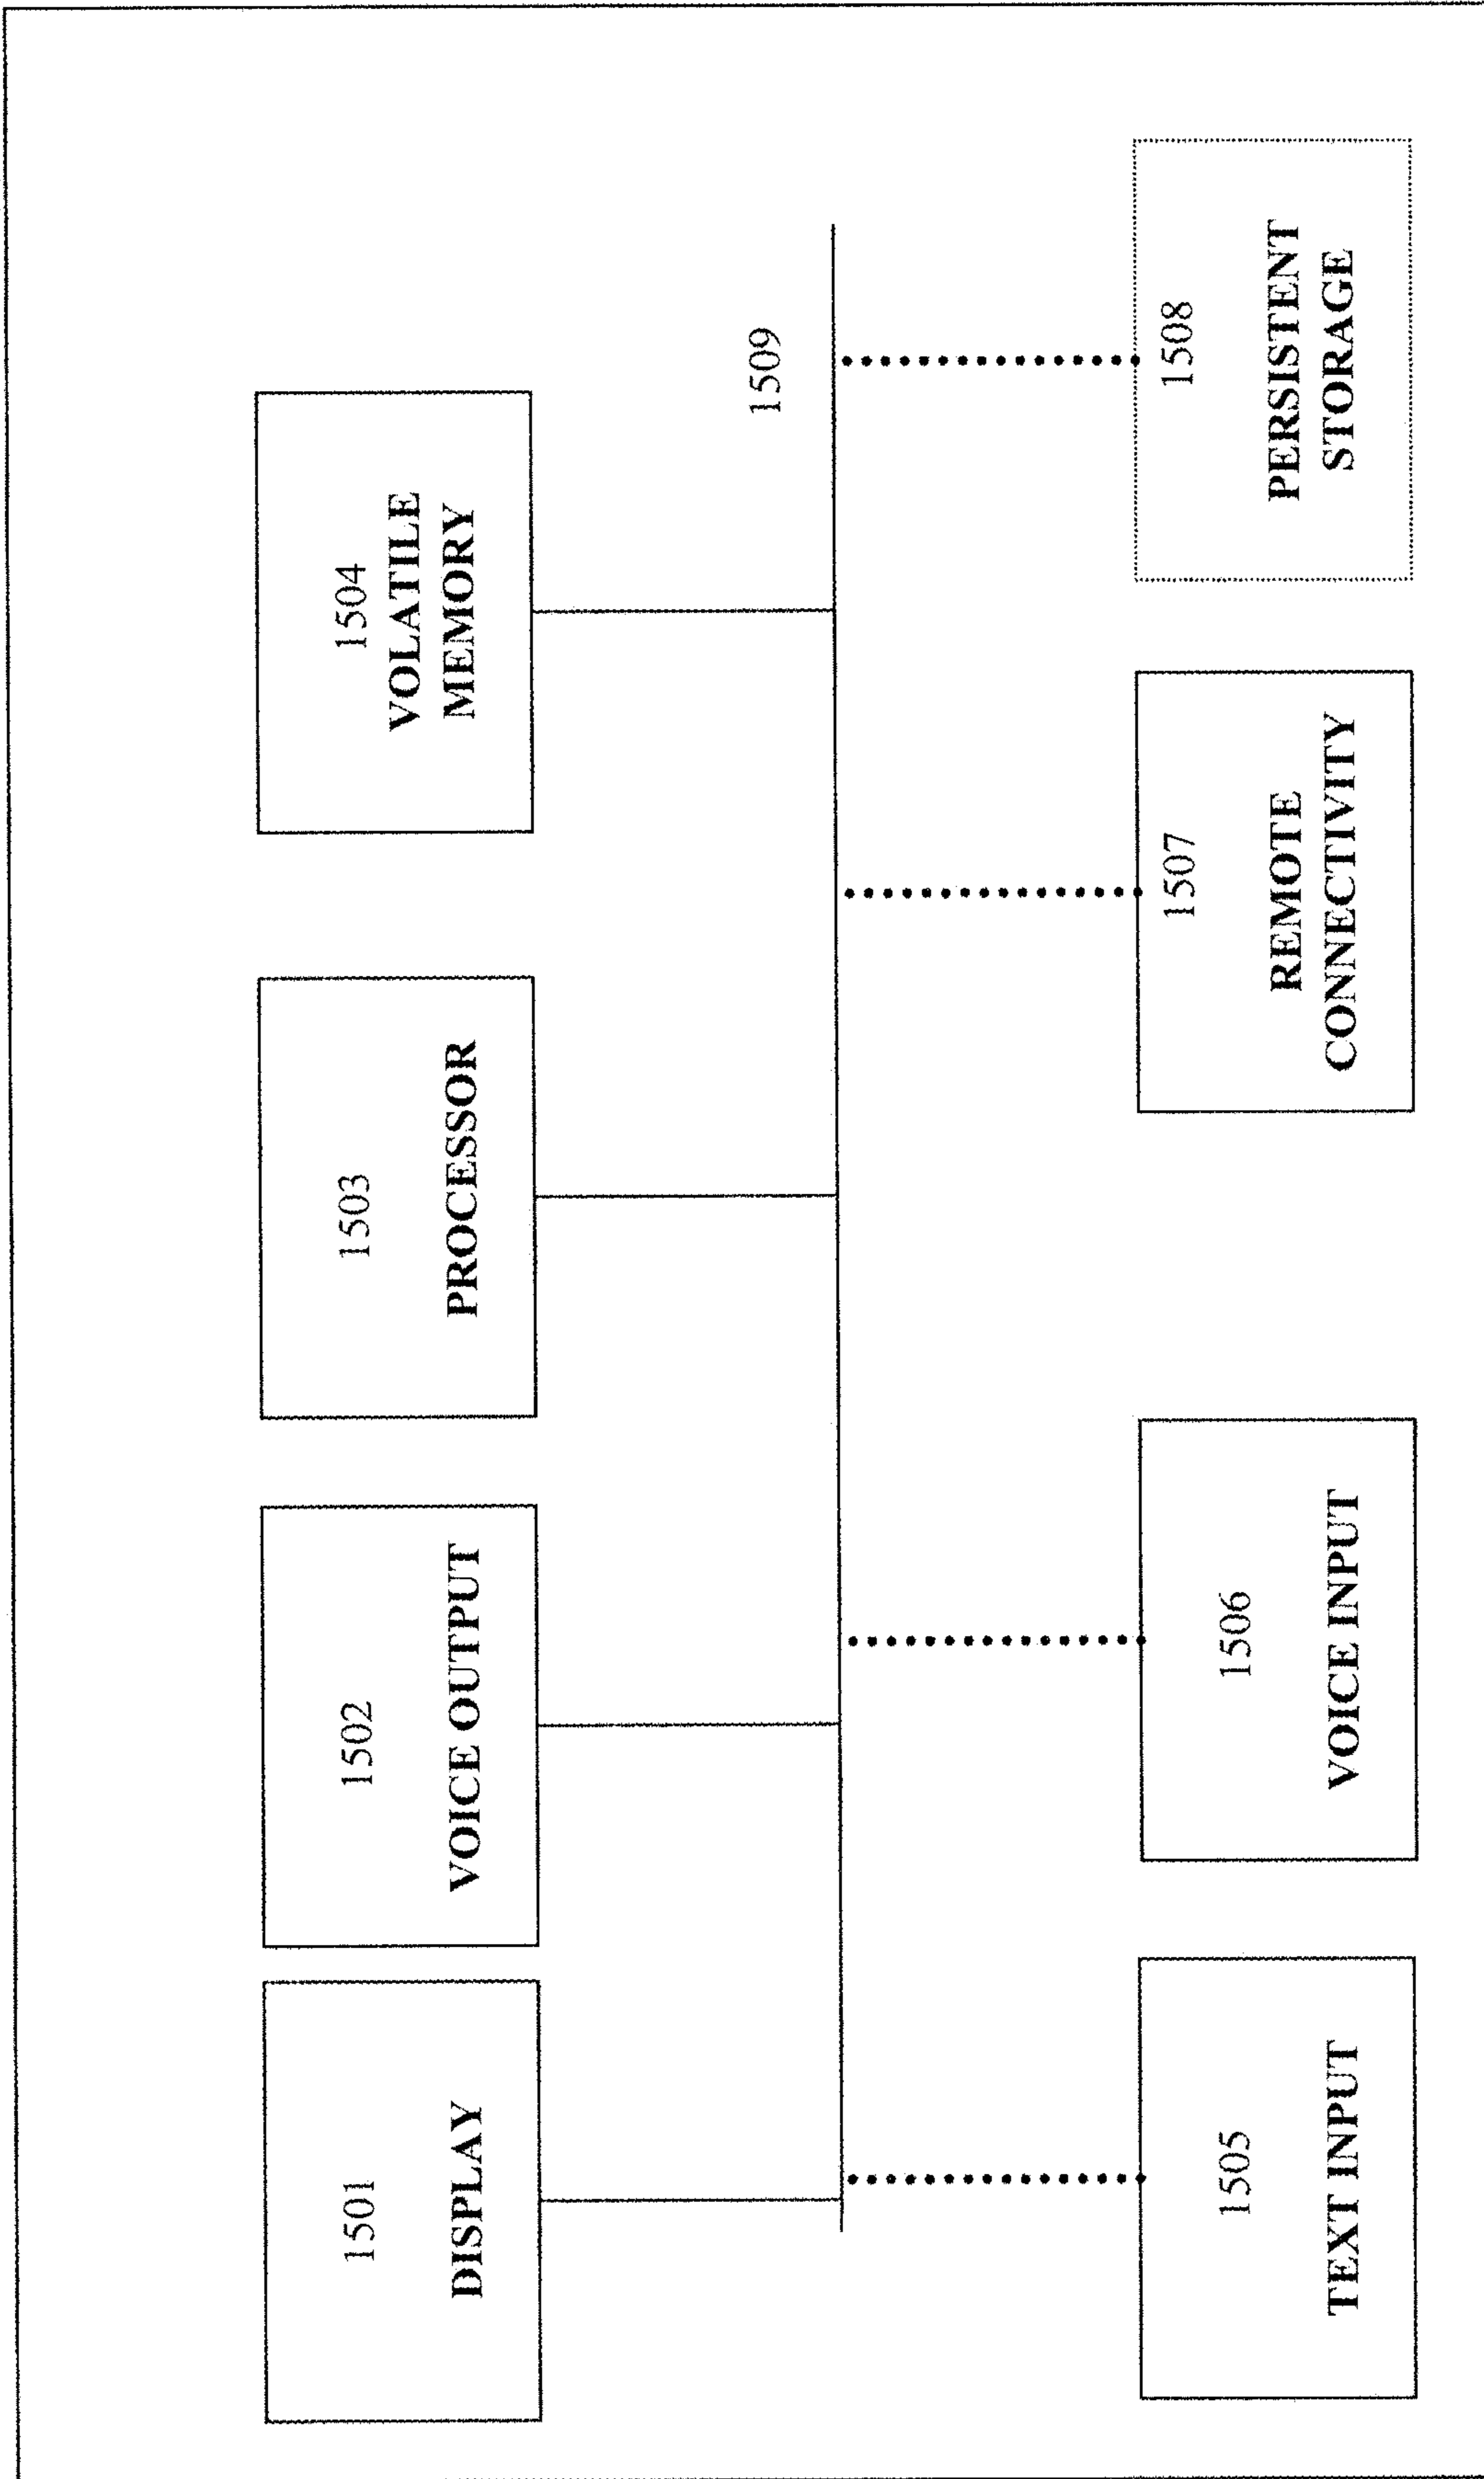 1501
DISPLAY
1502
VOICE OUTPUT
1503
PROCESSOR
1504
VOLATILE
MEMORY
1509
1505
TEXT INPUT
1506
VOICE INPUT
1507
REMOTE
CONNECTIVITY
1508
PERSISTENT
STORAGE